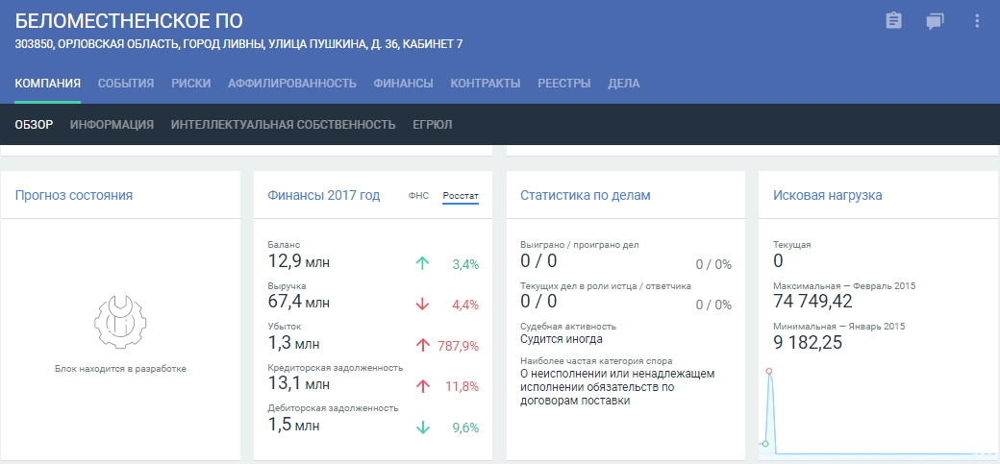 БЕЛОМЕСТНЕНСКОЕ ПО
303850, ОРЛОВСКАЯ ОБЛАСТЬ, ГОРОД ЛИВНЫ, УЛИЦА ПУШКИНА, Д. 36, КАБИНЕТ 7
КОМПАНИЯ СОБЫТИЯ РИСКИ АФФИЛИРОВАННОСТЬ ФИНАНСЫ КОНТРАКТЫ РЕЕСТРЫ ДЕЛА
ОБЗОР ИНФОРМАЦИЯ ИНТЕЛЛЕКТУАЛЬНАЯ СОБСТВЕННОСТЬ ЕГРЮЛ
Прогноз состояния
Блок находится в разработке
Финансы 2017 год ФНС Росстат
Баланс
12,9 млн 3,4%
Выручка
67,4 млн 4,4%
Убыток
1,3 млн 787,9%
Кредиторская задолженность
13,1 млн 11,8%
Дебиторская задолженность
1,5 млн 9,6%
Статистика по делам
Выиграно / проиграно дел
0 / 0 0 / 0%
Текущих дел в роли истца / ответчика
0 / 0 0 / 0%
Судебная активность
Судится иногда
Наиболее частая категория спора
О неисполнении или ненадлежащем
исполнении обязательств по
договорам поставки
Исковая нагрузка
Текущая
0
Максимальная — Февраль 2015
74 749,42
Минимальная — Январь 2015
9 182,25